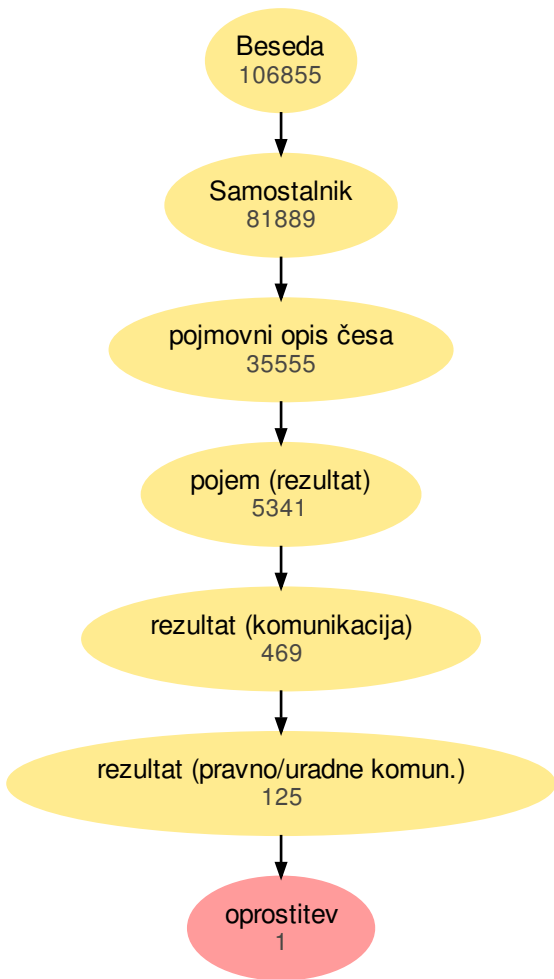 Beseda
106855
Samostalnik
81889
pojmovni opis česa
35555
pojem (rezultat)
5341
rezultat (komunikacija)
469
rezultat (pravno/uradne komun.)
125
oprostitev
1